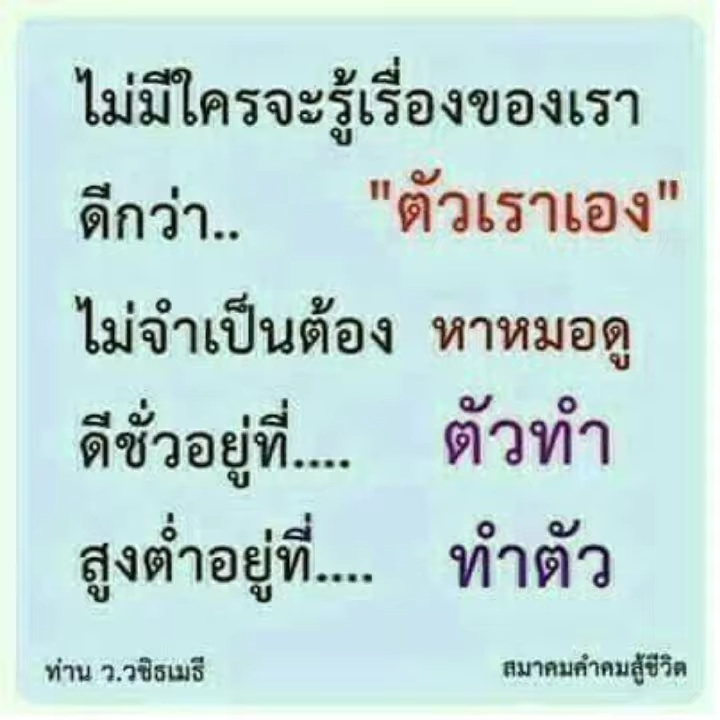 ไม่มีใครจะรู้เรื่องของเรา
ดีกว่า.. "ตัวเราเอง"
ไม่จำเป็นต้อง หาหมอดู
ดีชั่วอยู่ที่.... ตัวทำ
สูงต่ำอยู่ที่.... ทำตัว
ท่าน ว.วชิรเมธี สมาคมคำคมสู้ชีวิต